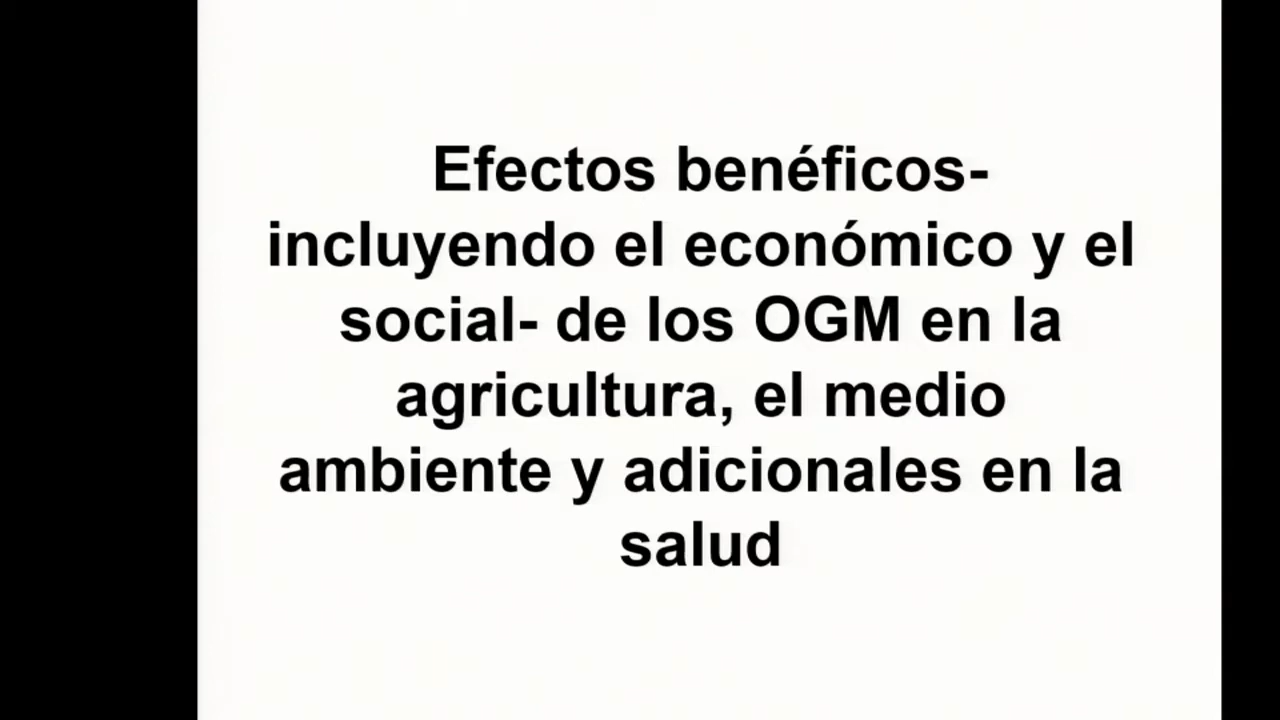 Efectos benéficos-
incluyendo el económico y el
social- de los OGM en la
agricultura, el medio
ambiente y adicionales en la
salud